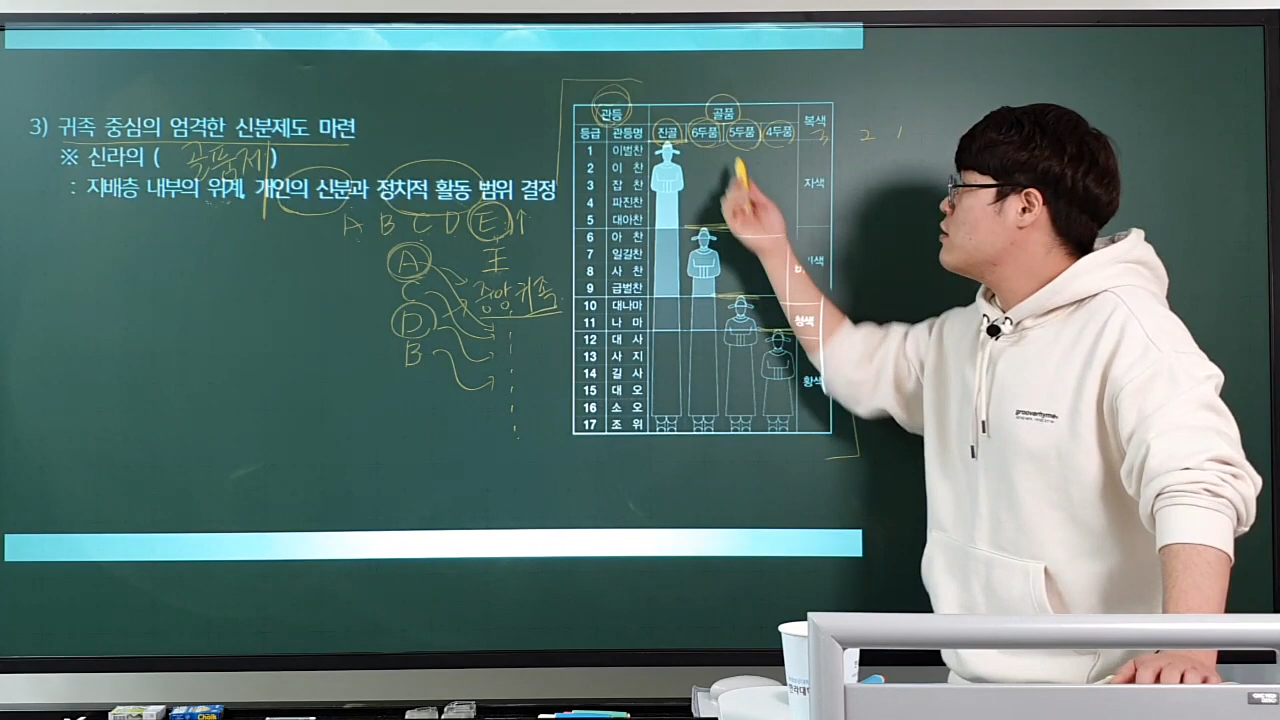 3) 귀족 중심의 엄격한 신분제도 마련
※ 신라의 ( 골품제 )
: 지배층 내부의 위계, 개인의 신분과 정치적 활동 범위 결정
A B C D E ↑
A 王
C 중앙 귀족
D
B
관등 골품 복색
등급 관등명 진골 6두품 5두품 4두품 3 2 1
1 이벌찬
2 이 찬
3 잡 찬 자색
4 파진찬
5 대아찬
6 아 찬
7 일길찬 색
8 사 찬
9 급벌찬
10 대나마
11 나 마 청색
12 대 사
13 사 지
14 길 사 황색
15 대 오
16 소 오
17 조 위
grooverhyme
Chalk